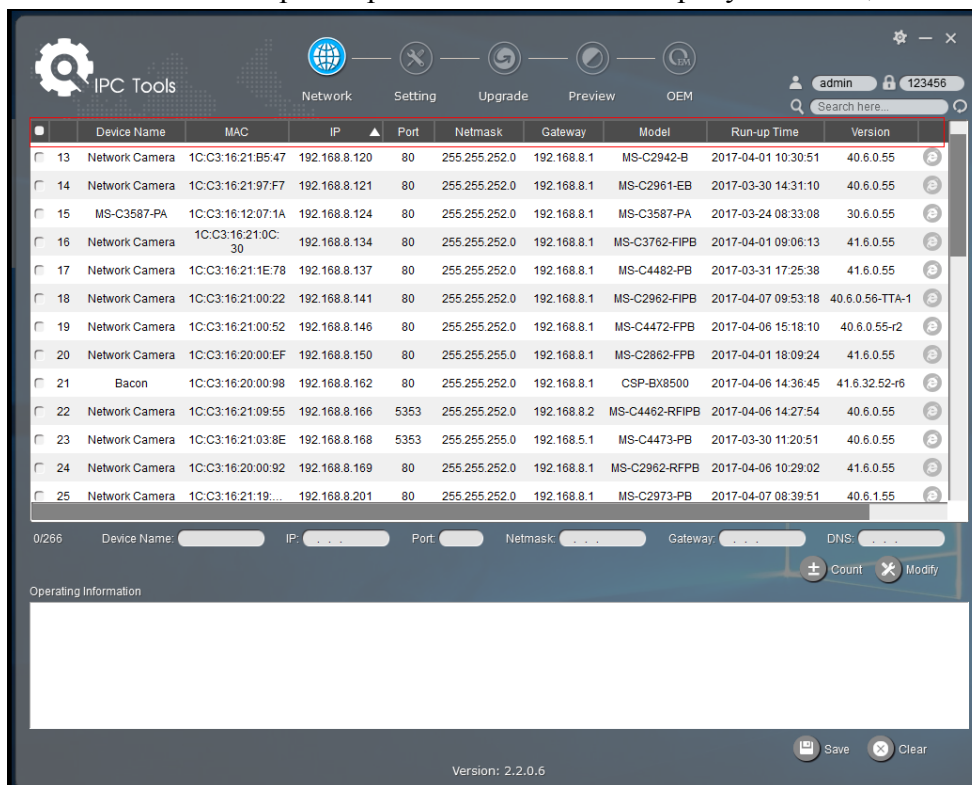 IPC Tools
Network Setting Upgrade Preview OEM
admin 123456
Search here...
Device Name MAC IP Port Netmask Gateway Model Run-up Time Version
13 Network Camera 1C:C3:16:21:B5:47 192.168.8.120 80 255.255.252.0 192.168.8.1 MS-C2942-B 2017-04-01 10:30:51 40.6.0.55
14 Network Camera 1C:C3:16:21:97:F7 192.168.8.121 80 255.255.252.0 192.168.8.1 MS-C2961-EB 2017-03-30 14:31:10 40.6.0.55
15 MS-C3587-PA 1C:C3:16:12:07:1A 192.168.8.124 80 255.255.252.0 192.168.8.1 MS-C3587-PA 2017-03-24 08:33:08 30.6.0.55
16 Network Camera 1C:C3:16:21:0C:30 192.168.8.134 80 255.255.252.0 192.168.8.1 MS-C3762-FIPB 2017-04-01 09:06:13 41.6.0.55
17 Network Camera 1C:C3:16:21:1E:78 192.168.8.137 80 255.255.252.0 192.168.8.1 MS-C4482-PB 2017-03-31 17:25:38 41.6.0.55
18 Network Camera 1C:C3:16:21:00:22 192.168.8.141 80 255.255.252.0 192.168.8.1 MS-C2962-FIPB 2017-04-07 09:53:18 40.6.0.56-TTA-1
19 Network Camera 1C:C3:16:21:00:52 192.168.8.146 80 255.255.252.0 192.168.8.1 MS-C4472-FPB 2017-04-06 15:18:10 40.6.0.55-r2
20 Network Camera 1C:C3:16:20:00:EF 192.168.8.150 80 255.255.255.0 192.168.8.1 MS-C2862-FPB 2017-04-01 18:09:24 41.6.0.55
21 Bacon 1C:C3:16:20:00:98 192.168.8.162 80 255.255.252.0 192.168.8.1 CSP-BX8500 2017-04-06 14:36:45 41.6.32.52-r6
22 Network Camera 1C:C3:16:21:09:55 192.168.8.166 5353 255.255.252.0 192.168.8.2 MS-C4462-RFIPB 2017-04-06 14:27:54 40.6.0.55
23 Network Camera 1C:C3:16:21:03:8E 192.168.8.168 5353 255.255.255.0 192.168.5.1 MS-C4473-PB 2017-03-30 11:20:51 40.6.0.55
24 Network Camera 1C:C3:16:20:00:92 192.168.8.169 80 255.255.252.0 192.168.8.1 MS-C2962-RFPB 2017-04-06 10:29:02 41.6.0.55
25 Network Camera 1C:C3:16:21:19:... 192.168.8.201 80 255.255.252.0 192.168.8.1 MS-C2973-PB 2017-04-07 08:39:51 40.6.1.55
0/266 Device Name: IP: . . . Port: Netmask: . . . Gateway: . . . DNS: . . .
Count Modify
Operating Information
Save Clear
Version: 2.2.0.6